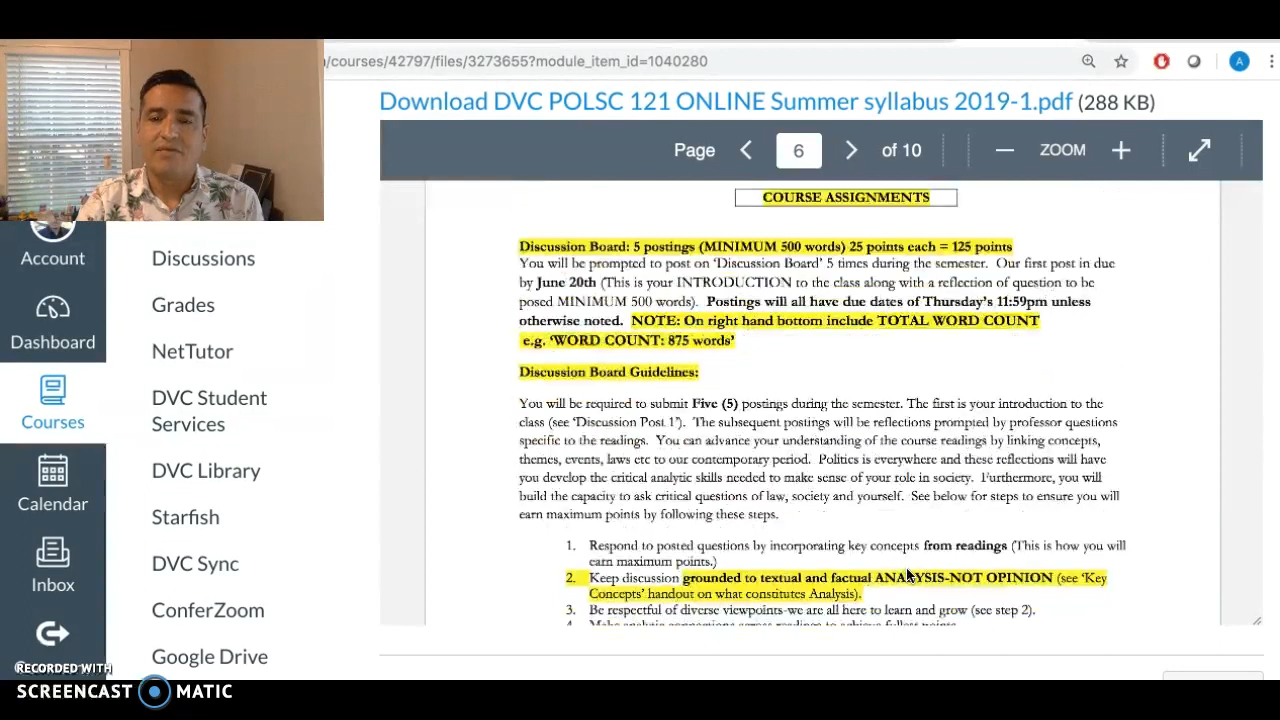 /courses/42797/files/3273655?module_item_id=1040280
A
Download DVC POLSC 121 ONLINE Summer syllabus 2019-1.pdf (288 KB)
Page 6 of 10 ZOOM
COURSE ASSIGNMENTS
Discussion Board: 5 postings (MINIMUM 500 words) 25 points each = 125 points
You will be prompted to post on 'Discussion Board' 5 times during the semester. Our first post in due
by June 20th (This is your INTRODUCTION to the class along with a reflection of question to be
posed MINIMUM 500 words). Postings will all have due dates of Thursday's 11:59pm unless
otherwise noted. NOTE: On right hand bottom include TOTAL WORD COUNT
e.g. 'WORD COUNT: 875 words'
Discussion Board Guidelines:
You will be required to submit Five (5) postings during the semester. The first is your introduction to the
class (see 'Discussion Post 1'). The subsequent postings will be reflections prompted by professor questions
specific to the readings. You can advance your understanding of the course readings by linking concepts,
themes, events, laws etc to our contemporary period. Politics is everywhere and these reflections will have
you develop the critical analytic skills needed to make sense of your role in society. Furthermore, you will
build the capacity to ask critical questions of law, society and yourself. See below for steps to ensure you will
earn maximum points by following these steps.
1. Respond to posted questions by incorporating key concepts from readings (This is how you will
earn maximum points.)
2. Keep discussion grounded to textual and factual ANALYSIS-NOT OPINION (see 'Key
Concepts' handout on what constitutes Analysis).
3. Be respectful of diverse viewpoints-we are all here to learn and grow (see step 2).
4. Make analytic connections across readings to achieve fullest points
Account
Dashboard
Courses
Calendar
Inbox
Discussions
Grades
NetTutor
DVC Student
Services
DVC Library
Starfish
DVC Sync
ConferZoom
Google Drive
RECORDED WITH
SCREENCAST MATIC